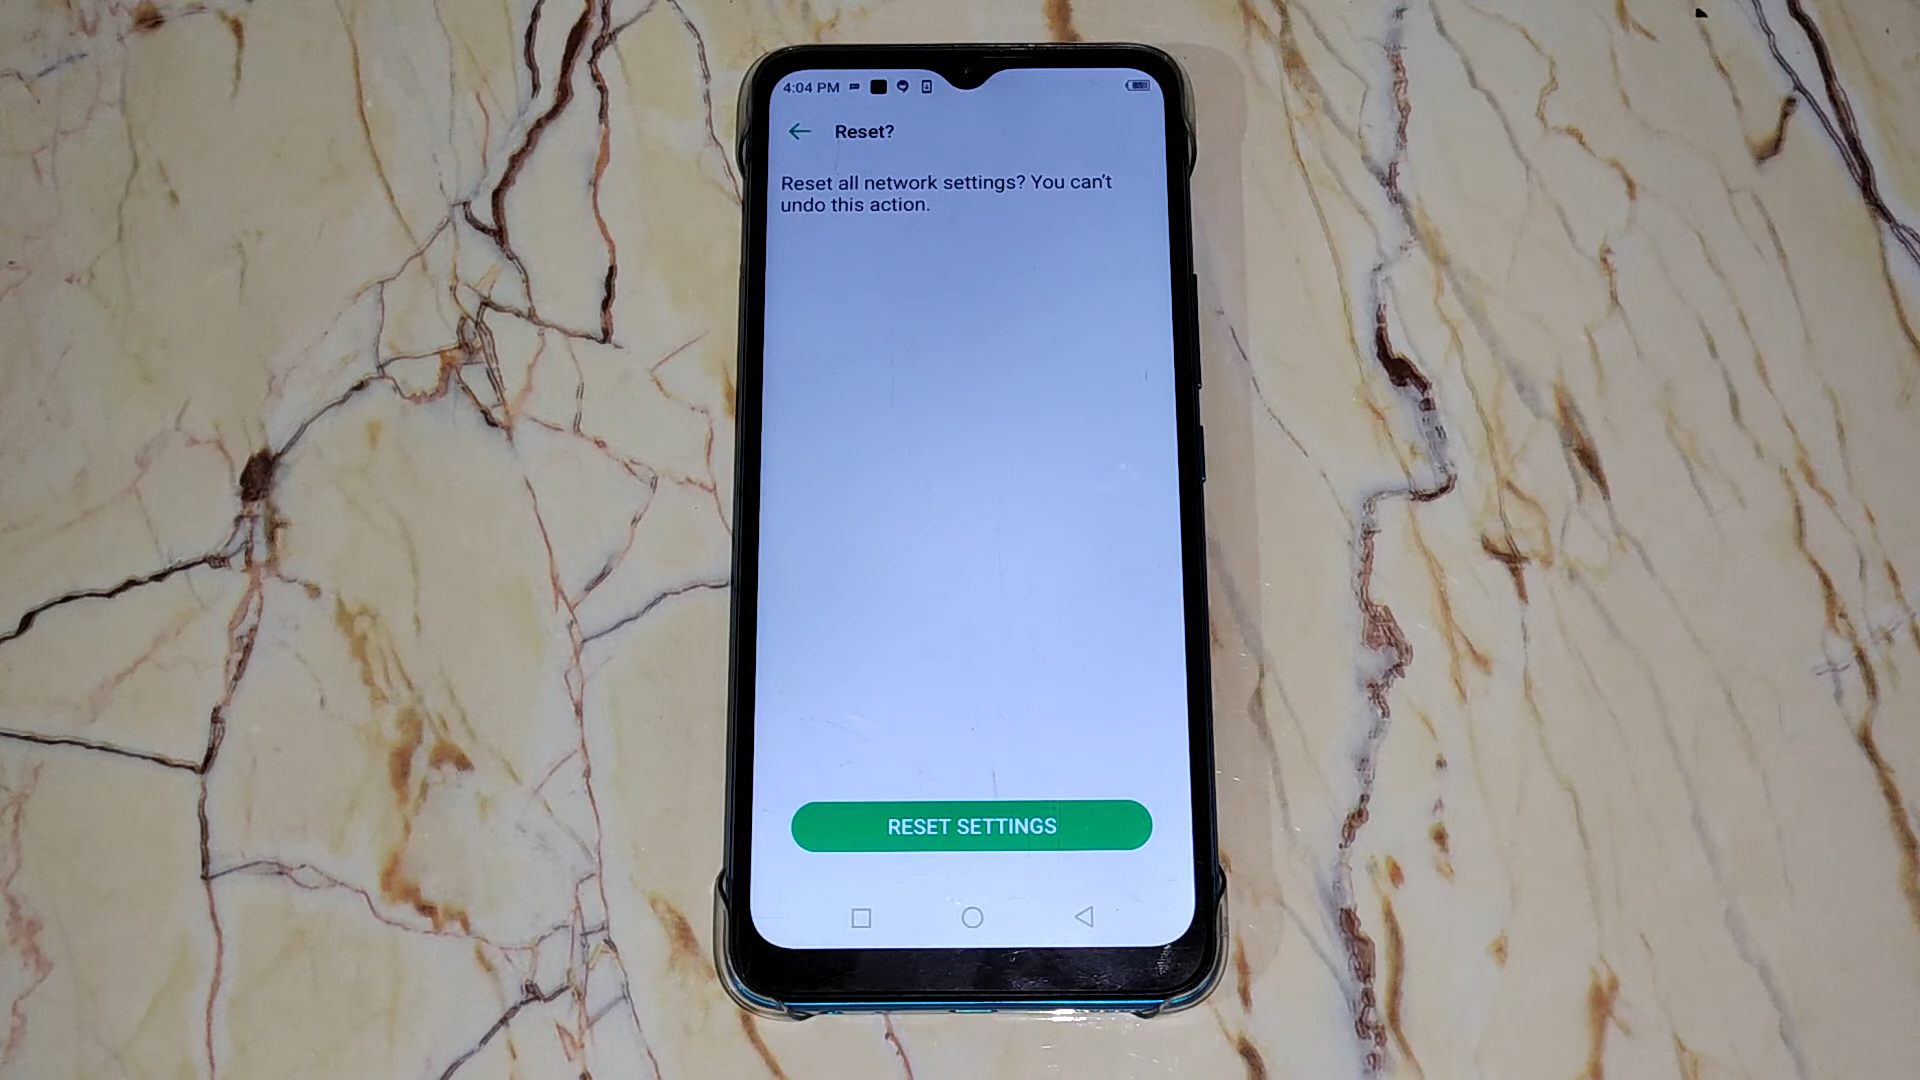 4:04 PM
Reset?
Reset all network settings? You can't
undo this action.
RESET SETTINGS